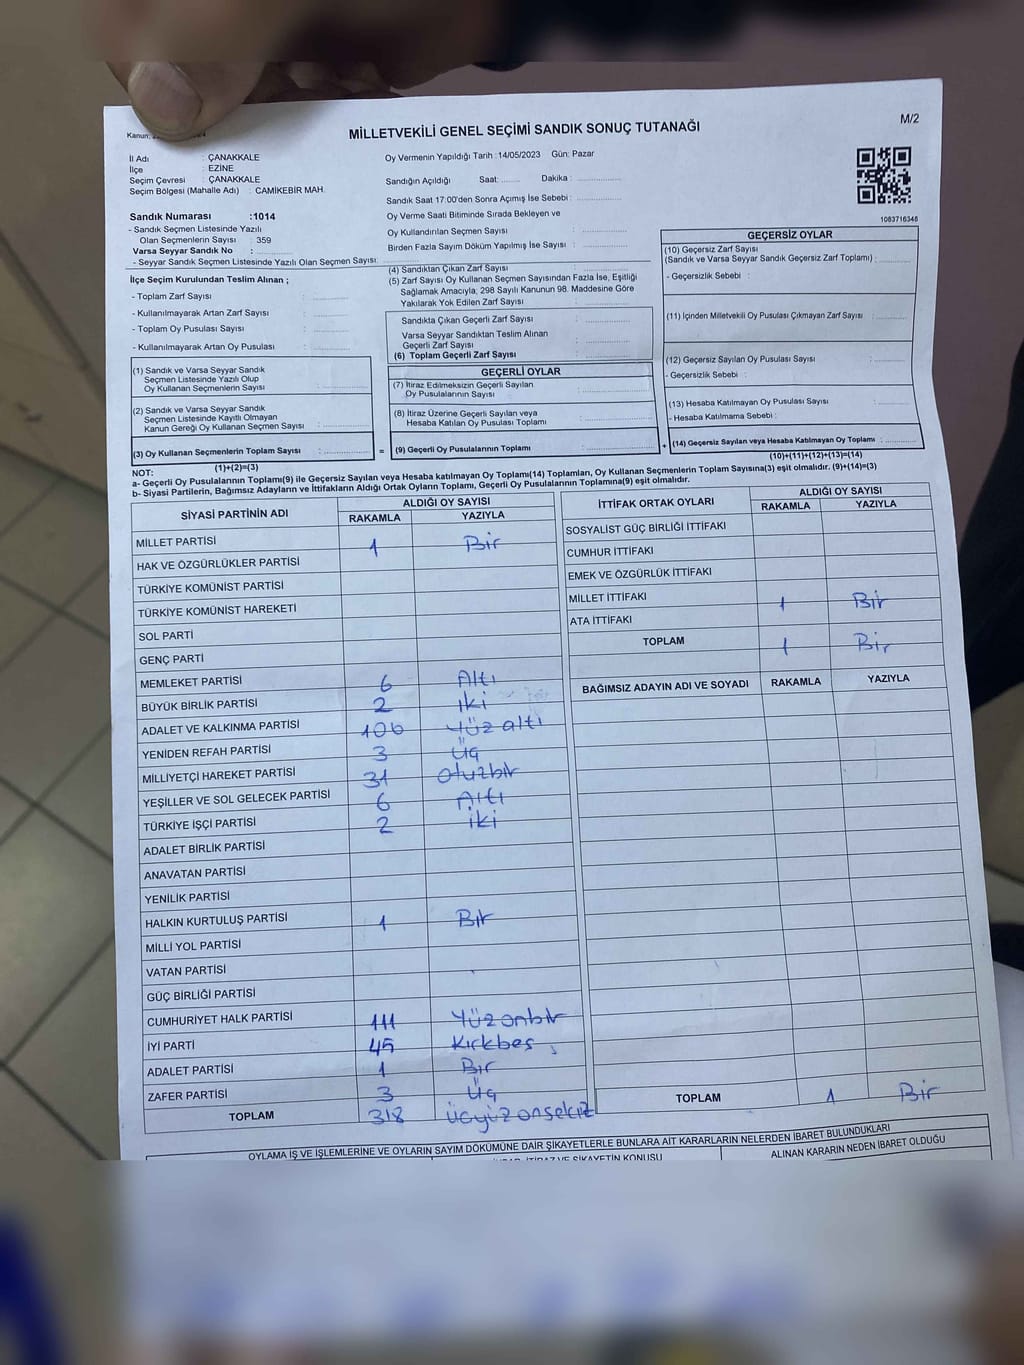 M/2
MİLLETVEKİLİ GENEL SEÇİMİ SANDIK SONUÇ TUTANAĞI
Kanun:
İl Adı : ÇANAKKALE
İlçe : EZİNE
Seçim Çevresi : ÇANAKKALE
Seçim Bölgesi (Mahalle Adı) : CAMİKEBİR MAH.
Sandık Numarası :1014
- Sandık Seçmen Listesinde Yazılı
Olan Seçmenlerin Sayısı : 359
Varsa Seyyar Sandık No :
- Seyyar Sandık Seçmen Listesinde Yazılı Olan Seçmen Sayısı:
Oy Vermenin Yapıldığı Tarih :14/05/2023 Gün: Pazar
Sandığın Açıldığı Saat: Dakika :
Sandık Saat 17:00'den Sonra Açımış İse Sebebi :
Oy Verme Saati Bitiminde Sırada Bekleyen ve
Oy Kullandırılan Seçmen Sayısı :
Birden Fazla Sayım Döküm Yapılmış İse Sayısı :
1083716346
İlçe Seçim Kurulundan Teslim Alınan ;
- Toplam Zarf Sayısı :
- Kullanılmayarak Artan Zarf Sayısı :
- Toplam Oy Pusulası Sayısı :
- Kullanılmayarak Artan Oy Pusulası :
(4) Sandıktan Çıkan Zarf Sayısı :
(5) Zarf Sayısı Oy Kullanan Seçmen Sayısından Fazla İse, Eşitliği
Sağlamak Amacıyla; 298 Sayılı Kanunun 98. Maddesine Göre
Yakılarak Yok Edilen Zarf Sayısı :
Sandıkta Çıkan Geçerli Zarf Sayısı :
Varsa Seyyar Sandıktan Teslim Alınan
Geçerli Zarf Sayısı :
(6) Toplam Geçerli Zarf Sayısı :
GEÇERSİZ OYLAR
(10) Geçersiz Zarf Sayısı
(Sandık ve Varsa Seyyar Sandık Geçersiz Zarf Toplamı) :
- Geçersizlik Sebebi :
(11) İçinden Milletvekili Oy Pusulası Çıkmayan Zarf Sayısı :
(12) Geçersiz Sayılan Oy Pusulası Sayısı :
- Geçersizlik Sebebi :
(13) Hesaba Katılmayan Oy Pusulası Sayısı :
- Hesaba Katılmama Sebebi :
(14) Geçersiz Sayılan veya Hesaba Katılmayan Oy Toplamı :
(10)+(11)+(12)+(13)=(14)
(1) Sandık ve Varsa Seyyar Sandık
Seçmen Listesinde Yazılı Olup
Oy Kullanan Seçmenlerin Sayısı :
(2) Sandık ve Varsa Seyyar Sandık
Seçmen Listesinde Kayıtlı Olmayan
Kanun Gereği Oy Kullanan Seçmen Sayısı :
(3) Oy Kullanan Seçmenlerin Toplam Sayısı :
(1)+(2)=(3)
GEÇERLİ OYLAR
(7) İtiraz Edilmeksizin Geçerli Sayılan
Oy Pusulalarının Sayısı :
(8) İtiraz Üzerine Geçerli Sayılan veya
Hesaba Katılan Oy Pusulası Toplamı :
= (9) Geçerli Oy Pusulalarının Toplamı : +
NOT:
a- Geçerli Oy Pusulalarının Toplamı(9) ile Geçersiz Sayılan veya Hesaba katılmayan Oy Toplamı(14) Toplamları, Oy Kullanan Seçmenlerin Toplam Sayısına(3) eşit olmalıdır. (9)+(14)=(3)
b- Siyasi Partilerin, Bağımsız Adayların ve İttifakların Aldığı Ortak Oyların Toplamı, Geçerli Oy Pusulalarının Toplamına(9) eşit olmalıdır.
SİYASİ PARTİNİN ADI ALDIĞI OY SAYISI
RAKAMLA YAZIYLA
MİLLET PARTİSİ 1 Bir
HAK VE ÖZGÜRLÜKLER PARTİSİ
TÜRKİYE KOMÜNİST PARTİSİ
TÜRKİYE KOMÜNİST HAREKETİ
SOL PARTİ
GENÇ PARTİ
MEMLEKET PARTİSİ 6 Altı
BÜYÜK BİRLİK PARTİSİ 2 iki
ADALET VE KALKINMA PARTİSİ 106 Yüz altı
YENİDEN REFAH PARTİSİ 3 Üç
MİLLİYETÇİ HAREKET PARTİSİ 31 Otuzbir
YEŞİLLER VE SOL GELECEK PARTİSİ 6 Altı
TÜRKİYE İŞÇİ PARTİSİ 2 iki
ADALET BİRLİK PARTİSİ
ANAVATAN PARTİSİ
YENİLİK PARTİSİ
HALKIN KURTULUŞ PARTİSİ 1 Bir
MİLLİ YOL PARTİSİ
VATAN PARTİSİ
GÜÇ BİRLİĞİ PARTİSİ
CUMHURİYET HALK PARTİSİ 111 Yüzonbir
İYİ PARTİ 45 Kırkbeş
ADALET PARTİSİ 1 Bir
ZAFER PARTİSİ 3 Üç
TOPLAM 318 üçyüzonsekiz
İTTİFAK ORTAK OYLARI ALDIĞI OY SAYISI
RAKAMLA YAZIYLA
SOSYALİST GÜÇ BİRLİĞİ İTTİFAKI
CUMHUR İTTİFAKI
EMEK VE ÖZGÜRLÜK İTTİFAKI
MİLLET İTTİFAKI 1 Bir
ATA İTTİFAKI
TOPLAM 1 Bir
BAĞIMSIZ ADAYIN ADI VE SOYADI RAKAMLA YAZIYLA
TOPLAM 1 Bir
OYLAMA İŞ VE İŞLEMLERİNE VE OYLARIN SAYIM DÖKÜMÜNE DAİR ŞİKAYETLERLE BUNLARA AİT KARARLARIN NELERDEN İBARET BULUNDUKLARI
İTİRAZ VE ŞİKAYETİN KONUSU ALINAN KARARIN NEDEN İBARET OLDUĞU